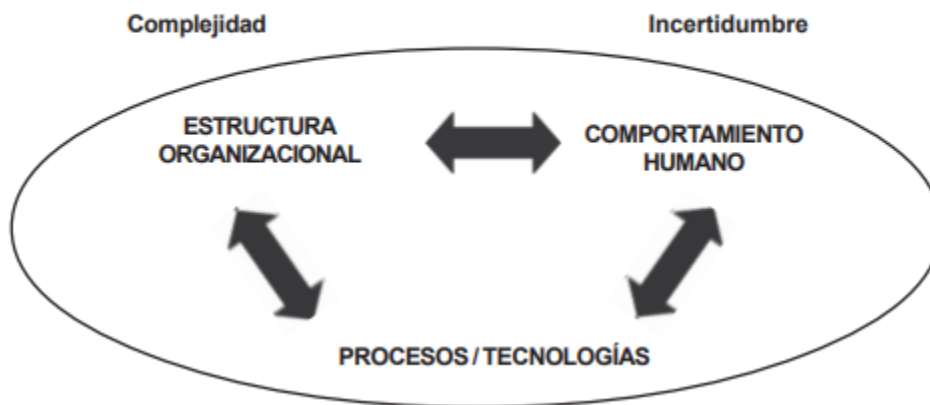 Complejidad
Incertidumbre
ESTRUCTURA
ORGANIZACIONAL
COMPORTAMIENTO
HUMANO
PROCESOS / TECNOLOGÍAS